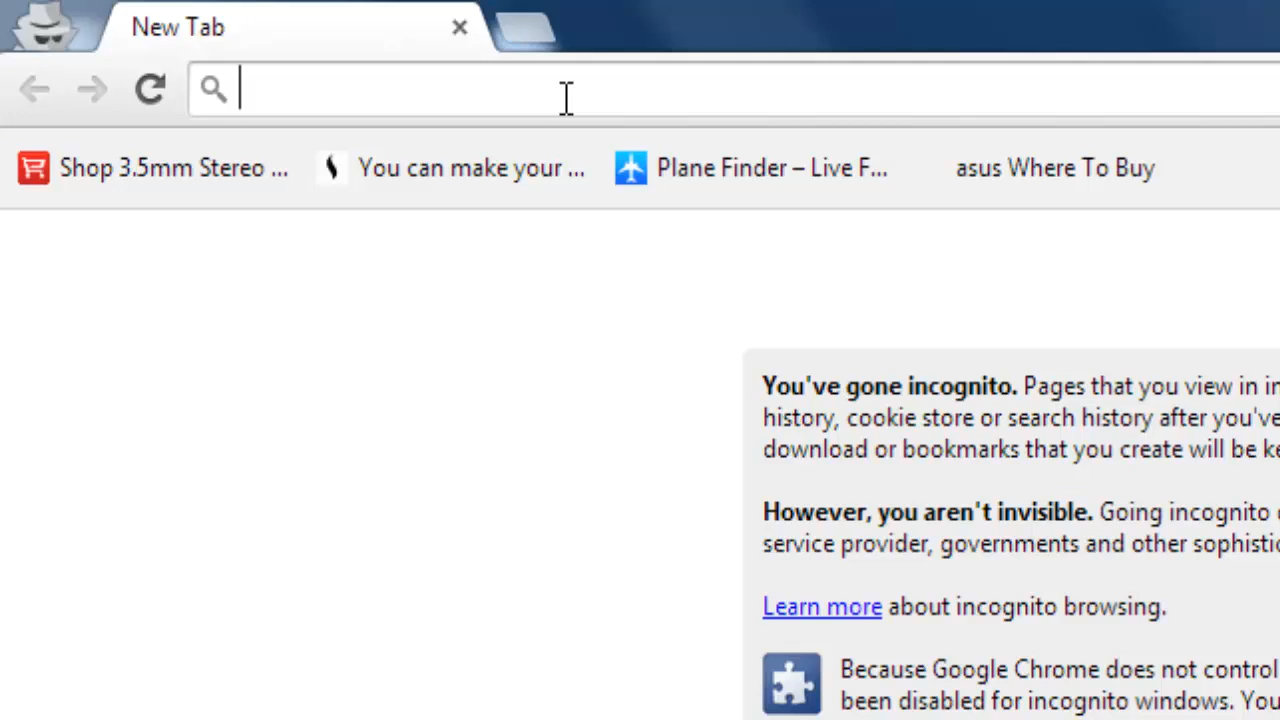 New Tab
Shop 3.5mm Stereo ... You can make your ... Plane Finder – Live F... asus Where To Buy
You've gone incognito. Pages that you view in
history, cookie store or search history after you've
download or bookmarks that you create will be
However, you aren't invisible. Going incognito
service provider, governments and other
Learn more about incognito browsing.
Because Google Chrome does not control
been disabled for incognito windows. You